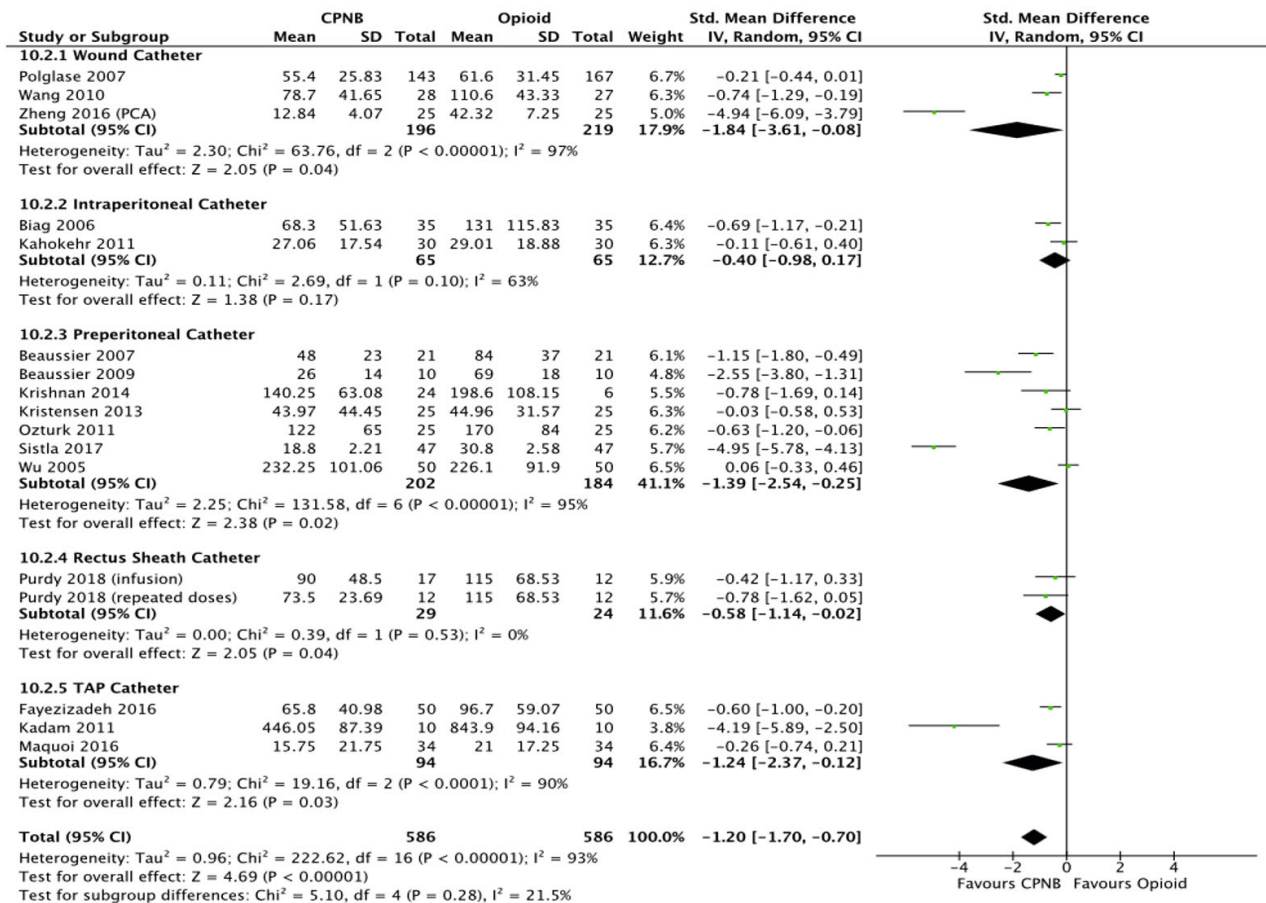 CPNB Opioid Std. Mean Difference Std. Mean Difference
Study or Subgroup Mean SD Total Mean SD Total Weight IV, Random, 95% CI IV, Random, 95% CI
10.2.1 Wound Catheter
Polglase 2007 55.4 25.83 143 61.6 31.45 167 6.7% −0.21 [−0.44, 0.01]
Wang 2010 78.7 41.65 28 110.6 43.33 27 6.3% −0.74 [−1.29, −0.19]
Zheng 2016 (PCA) 12.84 4.07 25 42.32 7.25 25 5.0% −4.94 [−6.09, −3.79]
Subtotal (95% CI) 196 219 17.9% −1.84 [−3.61, −0.08]
Heterogeneity: Tau² = 2.30; Chi² = 63.76, df = 2 (P < 0.00001); I² = 97%
Test for overall effect: Z = 2.05 (P = 0.04)
10.2.2 Intraperitoneal Catheter
Biag 2006 68.3 51.63 35 131 115.83 35 6.4% −0.69 [−1.17, −0.21]
Kahokehr 2011 27.06 17.54 30 29.01 18.88 30 6.3% −0.11 [−0.61, 0.40]
Subtotal (95% CI) 65 65 12.7% −0.40 [−0.98, 0.17]
Heterogeneity: Tau² = 0.11; Chi² = 2.69, df = 1 (P = 0.10); I² = 63%
Test for overall effect: Z = 1.38 (P = 0.17)
10.2.3 Preperitoneal Catheter
Beaussier 2007 48 23 21 84 37 21 6.1% −1.15 [−1.80, −0.49]
Beaussier 2009 26 14 10 69 18 10 4.8% −2.55 [−3.80, −1.31]
Krishnan 2014 140.25 63.08 24 198.6 108.15 6 5.5% −0.78 [−1.69, 0.14]
Kristensen 2013 43.97 44.45 25 44.96 31.57 25 6.3% −0.03 [−0.58, 0.53]
Ozturk 2011 122 65 25 170 84 25 6.3% −0.63 [−1.20, −0.06]
Sistla 2017 18.8 2.21 47 30.8 2.58 47 5.7% −4.95 [−5.78, −4.13]
Wu 2005 232.25 101.06 50 226.1 91.9 50 6.5% 0.06 [−0.33, 0.46]
Subtotal (95% CI) 202 184 41.1% −1.39 [−2.54, −0.25]
Heterogeneity: Tau² = 2.25; Chi² = 131.58, df = 6 (P < 0.00001); I² = 95%
Test for overall effect: Z = 2.38 (P = 0.02)
10.2.4 Rectus Sheath Catheter
Purdy 2018 (infusion) 90 48.5 17 115 68.53 12 5.9% −0.42 [−1.17, 0.33]
Purdy 2018 (repeated doses) 73.5 23.69 12 115 68.53 12 5.7% −0.78 [−1.62, 0.05]
Subtotal (95% CI) 29 24 11.6% −0.58 [−1.14, −0.02]
Heterogeneity: Tau² = 0.00; Chi² = 0.39, df = 1 (P = 0.53); I² = 0%
Test for overall effect: Z = 2.05 (P = 0.04)
10.2.5 TAP Catheter
Fayezizadeh 2016 65.8 40.98 50 96.7 59.07 50 6.5% −0.60 [−1.00, −0.20]
Kadam 2011 446.05 87.39 10 843.9 94.16 10 3.8% −4.19 [−5.89, −2.50]
Maquoi 2016 15.75 21.75 34 21 17.25 34 6.4% −0.26 [−0.74, 0.21]
Subtotal (95% CI) 94 94 16.7% −1.24 [−2.37, −0.12]
Heterogeneity: Tau² = 0.79; Chi² = 19.16, df = 2 (P < 0.0001); I² = 90%
Test for overall effect: Z = 2.16 (P = 0.03)
Total (95% CI) 586 586 100.0% −1.20 [−1.70, −0.70]
Heterogeneity: Tau² = 0.96; Chi² = 222.62, df = 16 (P < 0.00001); I² = 93%
Test for overall effect: Z = 4.69 (P < 0.00001)
Test for subgroup differences: Chi² = 5.10, df = 4 (P = 0.28), I² = 21.5%
−4 −2 0 2 4
Favours CPNB Favours Opioid